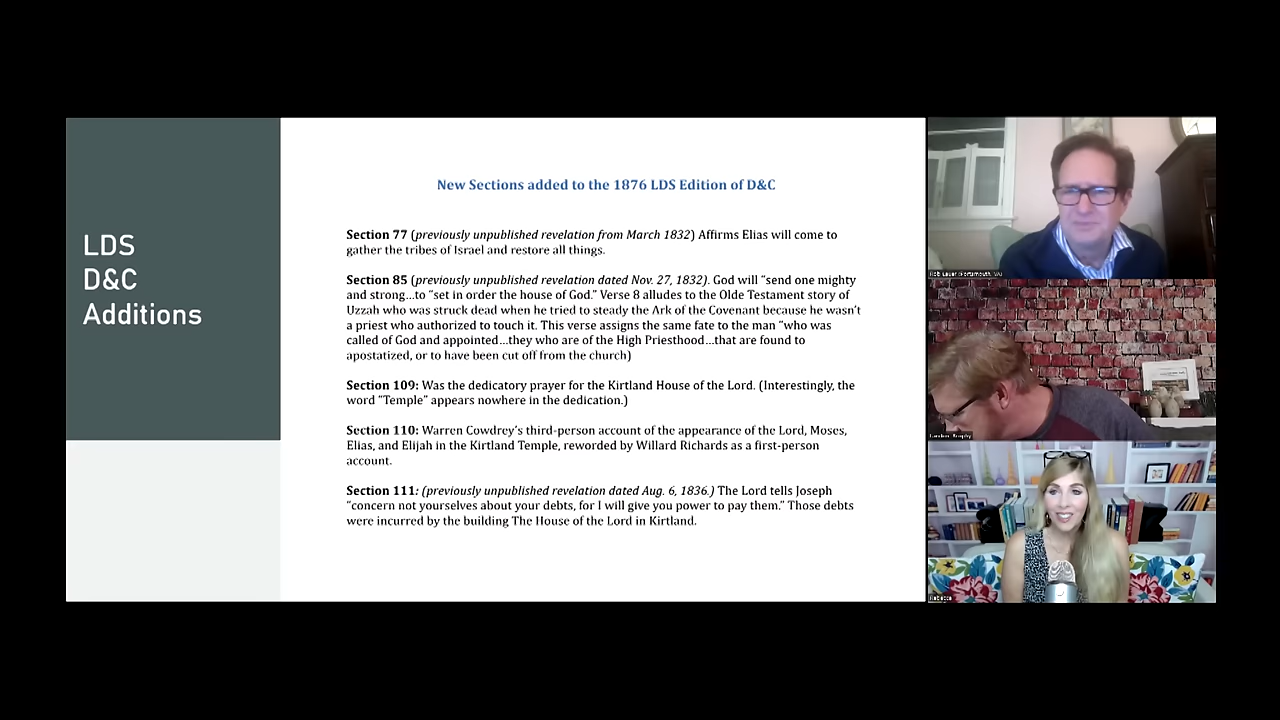 LDS
D&C
Additions
New Sections added to the 1876 LDS Edition of D&C
Section 77 (previously unpublished revelation from March 1832) Affirms Elias will come to
gather the tribes of Israel and restore all things.
Section 85 (previously unpublished revelation dated Nov. 27, 1832). God will “send one mighty
and strong…to “set in order the house of God.” Verse 8 alludes to the Olde Testament story of
Uzzah who was struck dead when he tried to steady the Ark of the Covenant because he wasn’t
a priest who authorized to touch it. This verse assigns the same fate to the man “who was
called of God and appointed…they who are of the High Priesthood…that are found to
apostatized, or to have been cut off from the church)
Section 109: Was the dedicatory prayer for the Kirtland House of the Lord. (Interestingly, the
word “Temple” appears nowhere in the dedication.)
Section 110: Warren Cowdrey’s third-person account of the appearance of the Lord, Moses,
Elias, and Elijah in the Kirtland Temple, reworded by Willard Richards as a first-person
account.
Section 111: (previously unpublished revelation dated Aug. 6, 1836.) The Lord tells Joseph
“concern not yourselves about your debts, for I will give you power to pay them.” Those debts
were incurred by the building The House of the Lord in Kirtland.
Rob Lauer
Rebecca